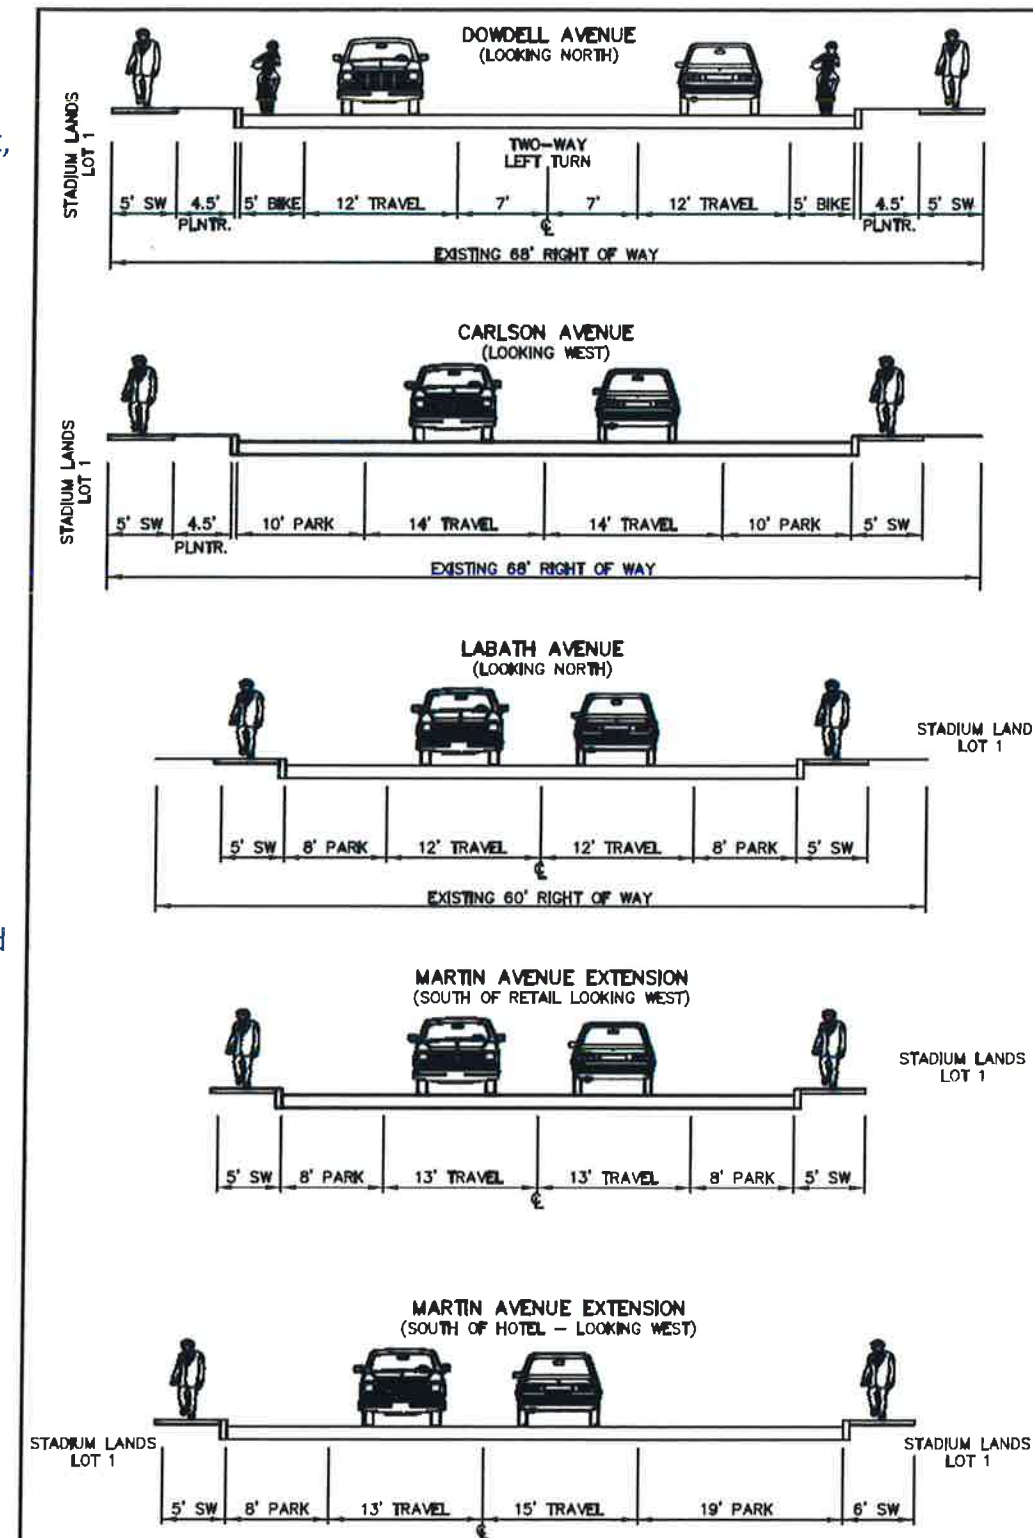 DOWDELL AVENUE
(LOOKING NORTH)
STADIUM LANDS
LOT 1
TWO-WAY
LEFT TURN
5' SW 4.5' 5' BIKE 12' TRAVEL 7' 7' 12' TRAVEL 5' BIKE 4.5' 5' SW
PLNTR. ℄ PLNTR.
EXISTING 68' RIGHT OF WAY
CARLSON AVENUE
(LOOKING WEST)
STADIUM LANDS
LOT 1
5' SW 4.5' 10' PARK 14' TRAVEL 14' TRAVEL 10' PARK 5' SW
PLNTR.
EXISTING 68' RIGHT OF WAY
LABATH AVENUE
(LOOKING NORTH)
STADIUM LAND
LOT 1
5' SW 8' PARK 12' TRAVEL 12' TRAVEL 8' PARK 5' SW
℄
EXISTING 60' RIGHT OF WAY
MARTIN AVENUE EXTENSION
(SOUTH OF RETAIL LOOKING WEST)
STADIUM LANDS
LOT 1
5' SW 8' PARK 13' TRAVEL 13' TRAVEL 8' PARK 5' SW
℄
MARTIN AVENUE EXTENSION
(SOUTH OF HOTEL – LOOKING WEST)
STADIUM LANDS
LOT 1
STADIUM LANDS
LOT 1
5' SW 8' PARK 13' TRAVEL 15' TRAVEL 19' PARK 6' SW
℄